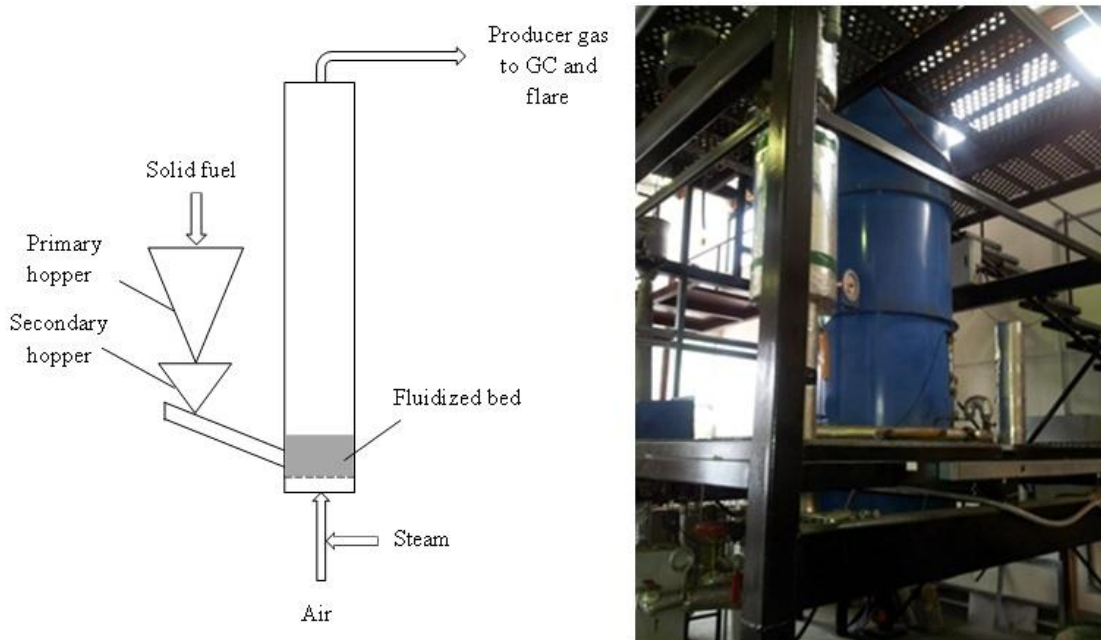 Producer gas
to GC and
flare
Solid fuel
Primary
hopper
Secondary
hopper
Fluidized bed
Steam
Air